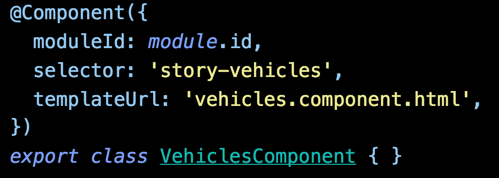 @Component({
  moduleId: module.id,
  selector: 'story-vehicles',
  templateUrl: 'vehicles.component.html',
})
export class VehiclesComponent { }